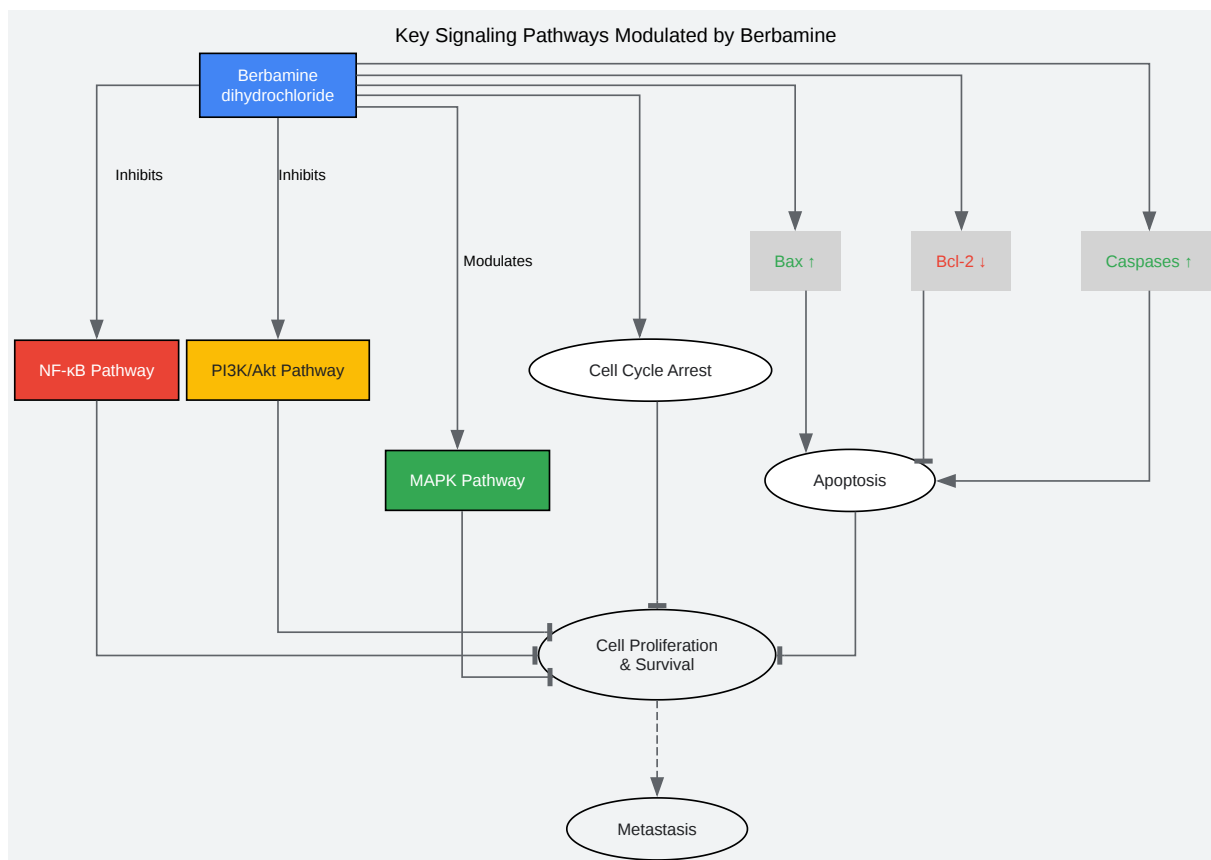 Key Signaling Pathways Modulated by Berbamine
Berbamine
dihydrochloride
Inhibits
Inhibits
Modulates
Bax ↑
Bcl-2 ↓
Caspases ↑
NF-κB Pathway
PI3K/Akt Pathway
Cell Cycle Arrest
MAPK Pathway
Apoptosis
Cell Proliferation
& Survival
Metastasis